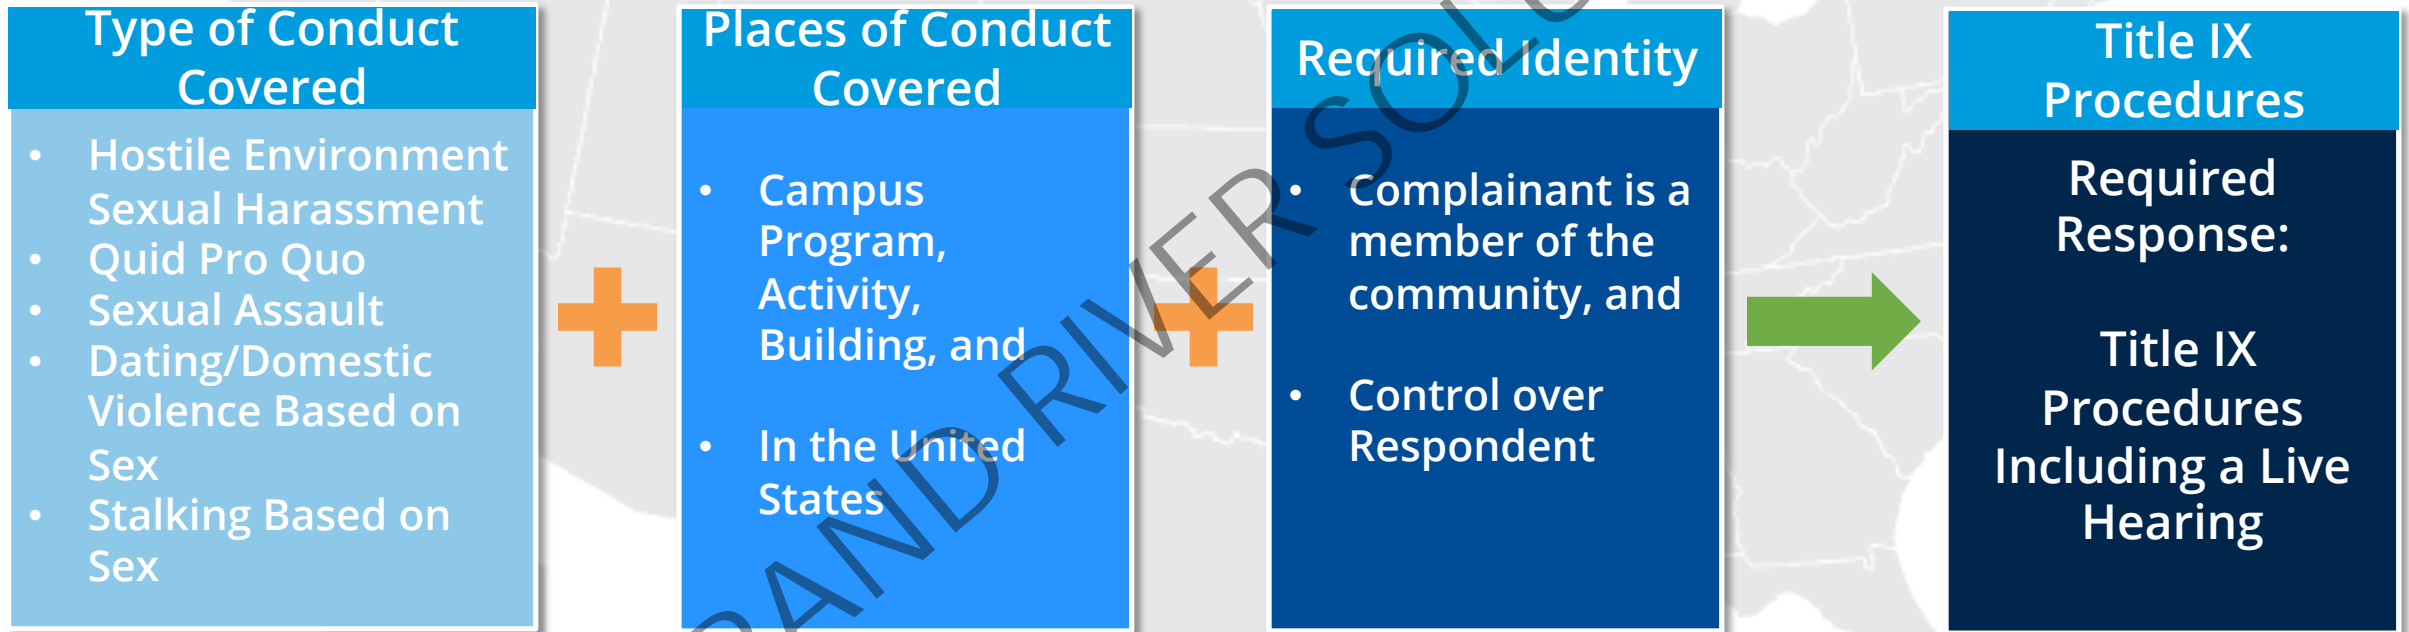 Type of Conduct
Covered
• Hostile Environment
Sexual Harassment
• Quid Pro Quo
• Sexual Assault
• Dating/Domestic
Violence Based on
Sex
• Stalking Based on
Sex
Places of Conduct
Covered
• Campus
Program,
Activity,
Building, and
• In the United
States
Required Identity
• Complainant is a
member of the
community, and
• Control over
Respondent
Title IX
Procedures
Required
Response:
Title IX
Procedures
Including a Live
Hearing
RAND RIVER SOLU